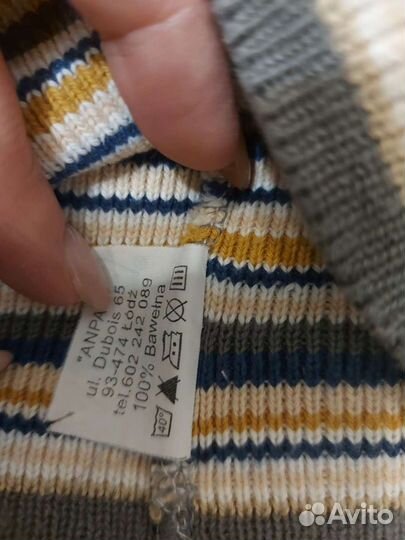 "ANPA
ul. Dubois 65
93-474 Łódź
tel.602 242 089
100% Bawełna
40°
Avito